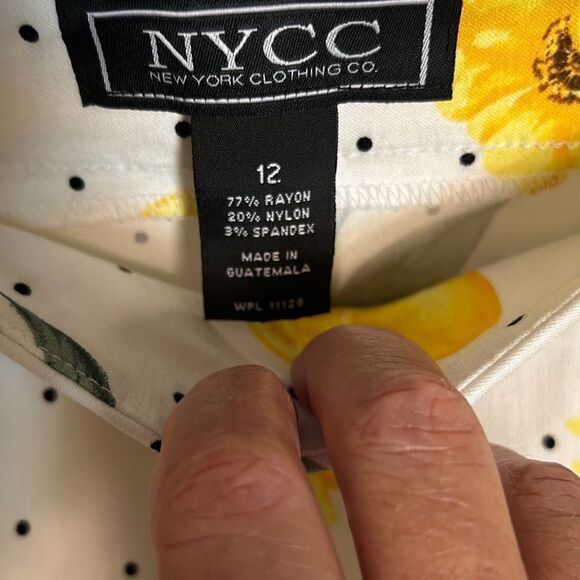 NYCC
NEW YORK CLOTHING CO.
12
77% RAYON
20% NYLON
3% SPANDEX
MADE IN
GUATEMALA
WPL 11128